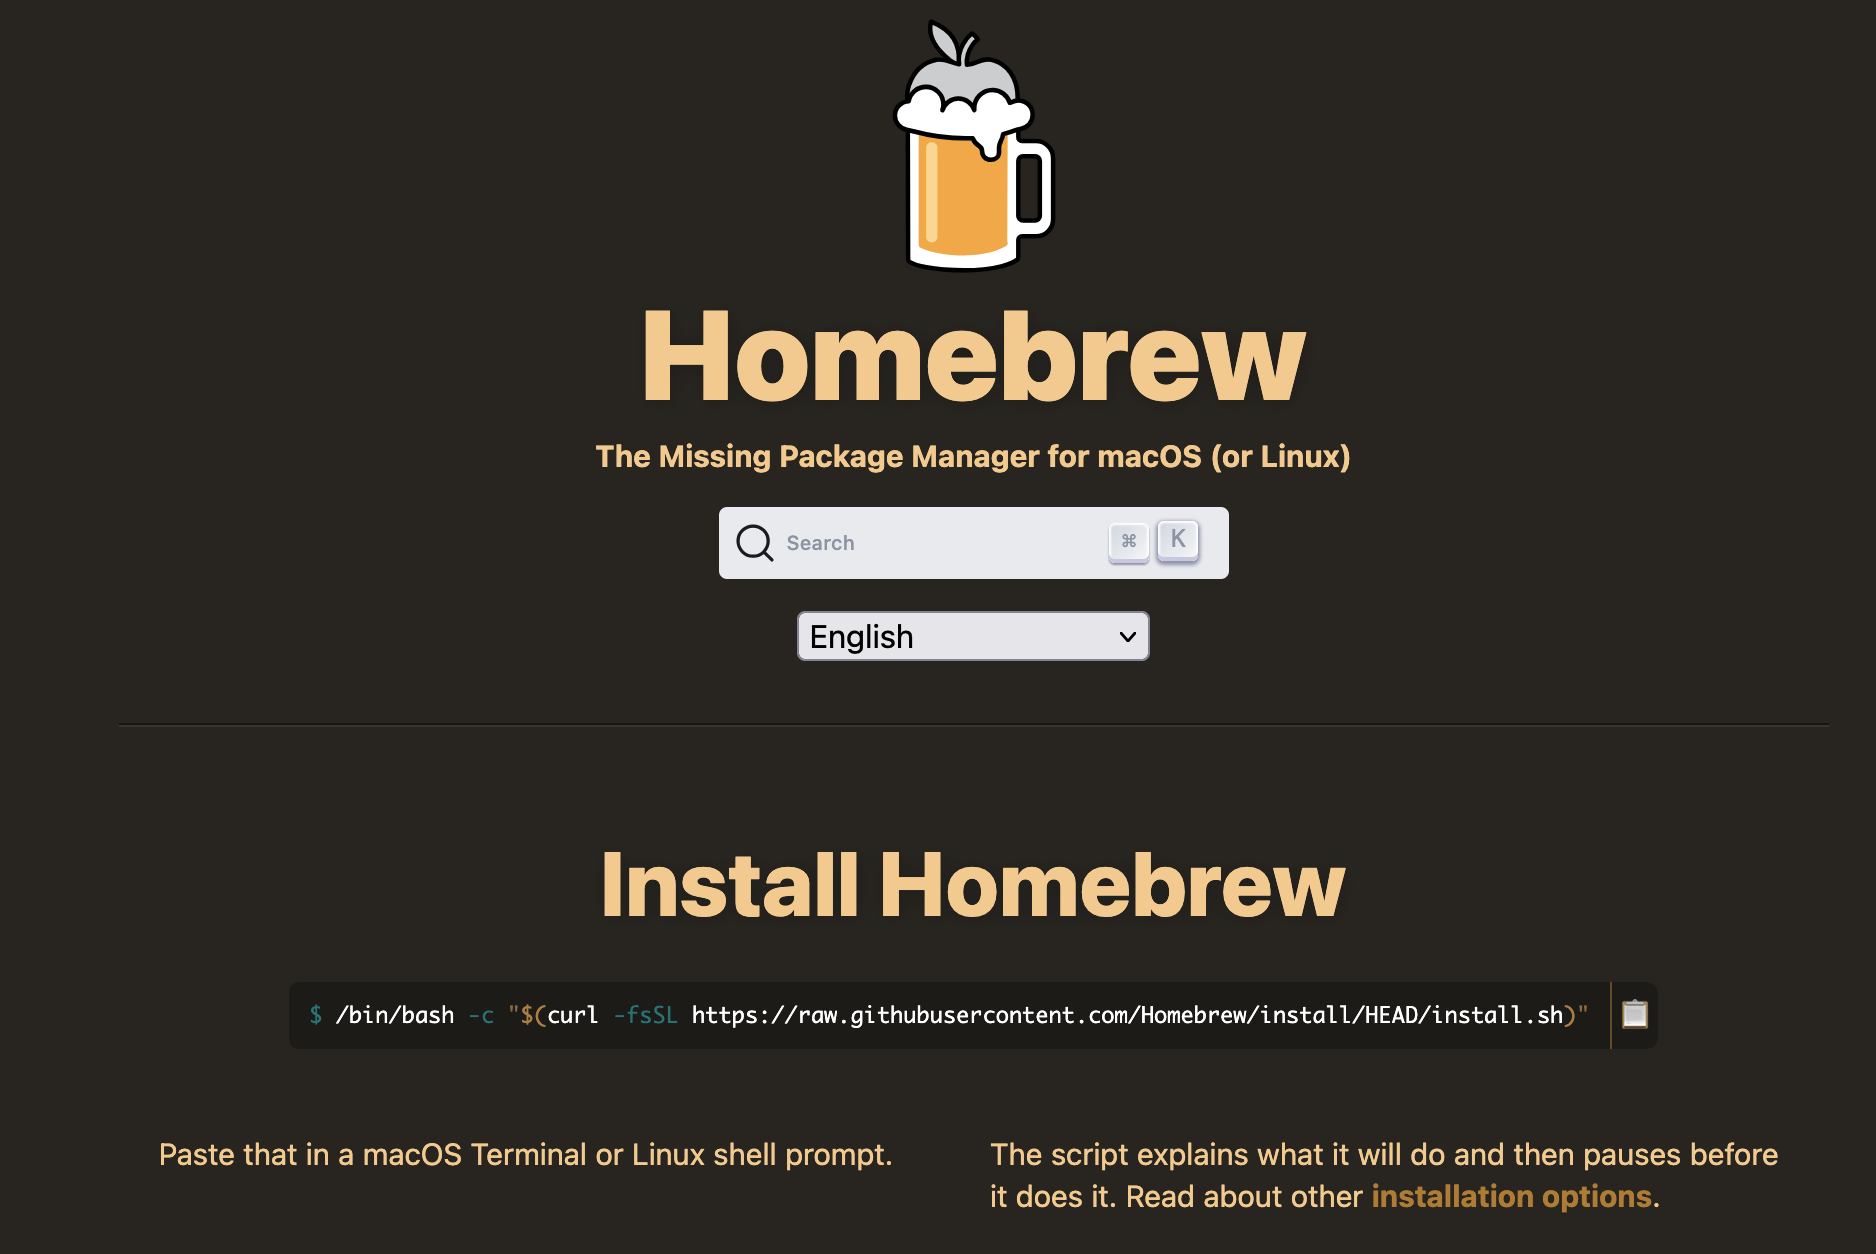 Homebrew
The Missing Package Manager for macOS (or Linux)
Search ⌘ K
English
Install Homebrew
$ /bin/bash -c "$(curl -fsSL https://raw.githubusercontent.com/Homebrew/install/HEAD/install.sh)"
Paste that in a macOS Terminal or Linux shell prompt.
The script explains what it will do and then pauses before
it does it. Read about other installation options.